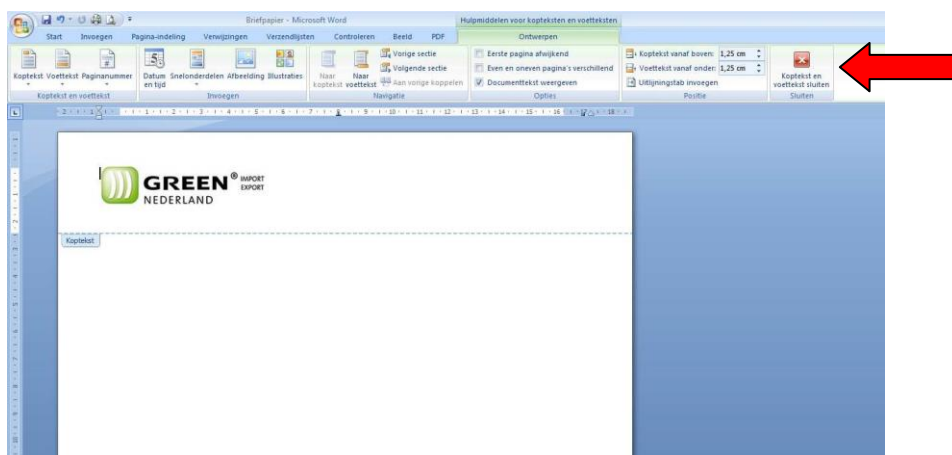 Briefpapier - Microsoft Word
Hulpmiddelen voor kopteksten en voetteksten
Start Invoegen Pagina-indeling Verwijzingen Verzendlijsten Controleren Beeld PDF Ontwerpen
Koptekst Voettekst Paginanummer
Koptekst en voettekst
Datum en tijd
Snelonderdelen Afbeelding Illustraties
Invoegen
Naar koptekst
Naar voettekst
Vorige sectie
Volgende sectie
Aan vorige koppelen
Navigatie
Eerste pagina afwijkend
Even en oneven pagina's verschillend
Documenttekst weergeven
Opties
Koptekst vanaf boven: 1,25 cm
Voettekst vanaf onder: 1,25 cm
Uitlijningstab invoegen
Positie
Koptekst en
voettekst sluiten
Sluiten
GREEN® IMPORT
EXPORT
NEDERLAND
Koptekst